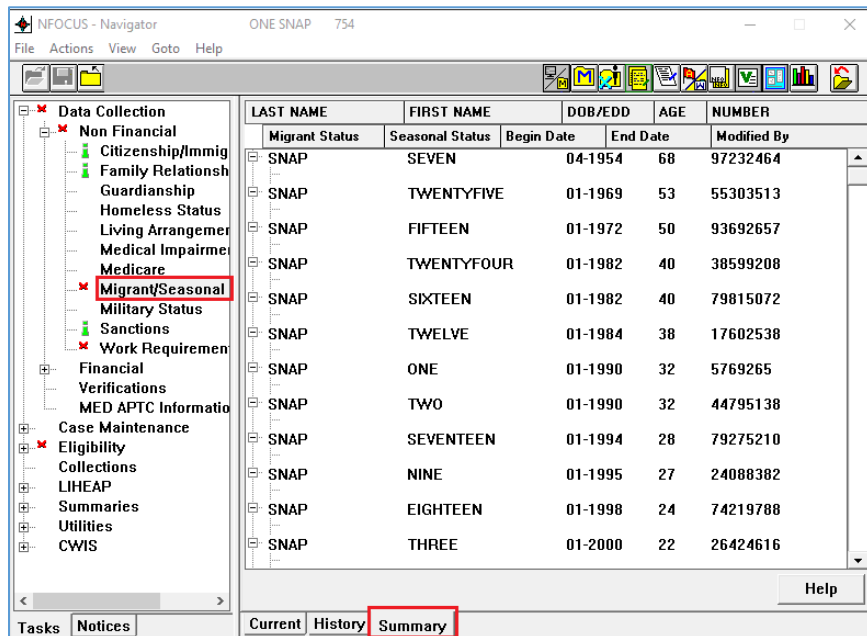 NFOCUS - Navigator ONE SNAP 754
File Actions View Goto Help
Data Collection
Non Financial
Citizenship/Immig
Family Relationsh
Guardianship
Homeless Status
Living Arrangemer
Medical Impairmer
Medicare
Migrant/Seasonal
Military Status
Sanctions
Work Requirement
Financial
Verifications
MED APTC Informatio
Case Maintenance
Eligibility
Collections
LIHEAP
Summaries
Utilities
CWIS
Tasks Notices
LAST NAME FIRST NAME DOB/EDD AGE NUMBER
Migrant Status Seasonal Status Begin Date End Date Modified By
SNAP SEVEN 04-1954 68 97232464
SNAP TWENTYFIVE 01-1969 53 55303513
SNAP FIFTEEN 01-1972 50 93692657
SNAP TWENTYFOUR 01-1982 40 38599208
SNAP SIXTEEN 01-1982 40 79815072
SNAP TWELVE 01-1984 38 17602538
SNAP ONE 01-1990 32 5769265
SNAP TWO 01-1990 32 44795138
SNAP SEVENTEEN 01-1994 28 79275210
SNAP NINE 01-1995 27 24088382
SNAP EIGHTEEN 01-1998 24 74219788
SNAP THREE 01-2000 22 26424616
Help
Current History Summary